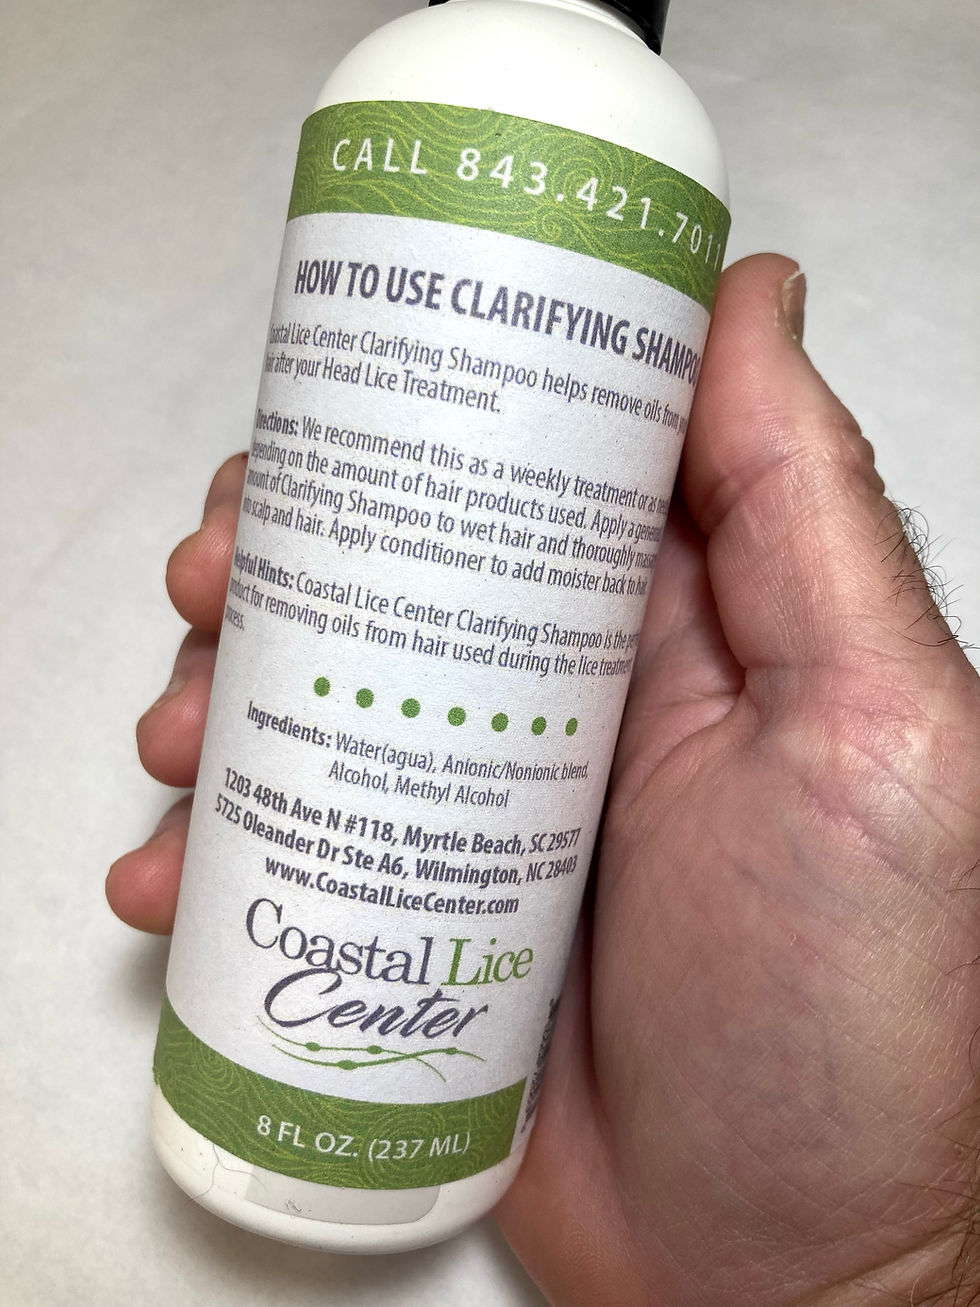 CALL 843.421.7011
HOW TO USE CLARIFYING SHAMPOO
Coastal Lice Center Clarifying Shampoo helps remove oils from
hair after your Head Lice Treatment.
Directions: We recommend this as a weekly treatment or as
depending on the amount of hair products used. Apply a
amount of Clarifying Shampoo to wet hair and thoroughly
into scalp and hair. Apply conditioner to add moister back to hair.
Helpful Hints: Coastal Lice Center Clarifying Shampoo is the
product for removing oils from hair used during the lice treatment
process.
Ingredients: Water(agua), Anionic/Nonionic blend,
Alcohol, Methyl Alcohol
1203 48th Ave N #118, Myrtle Beach, SC 29577
5725 Oleander Dr Ste A6, Wilmington, NC 28403
www.CoastalLiceCenter.com
Coastal Lice
Center
8 FL OZ. (237 ML)